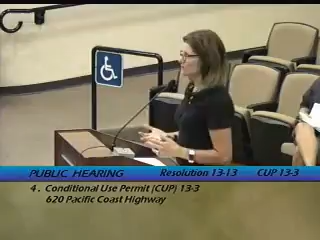 PUBLIC HEARING Resolution 13-13 CUP 13-3
4. Conditional Use Permit (CUP) 13-3
620 Pacific Coast Highway